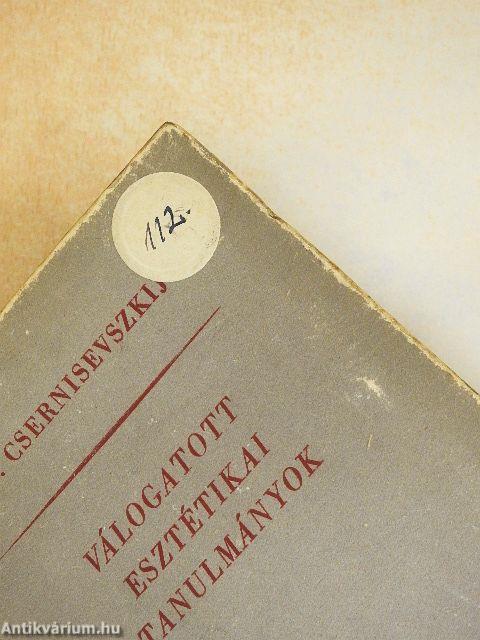 112.
. CSERNISEVSZKIJ
VÁLOGATOTT
ESZTÉTIKAI
TANULMÁNYOK
Antikvárium.hu